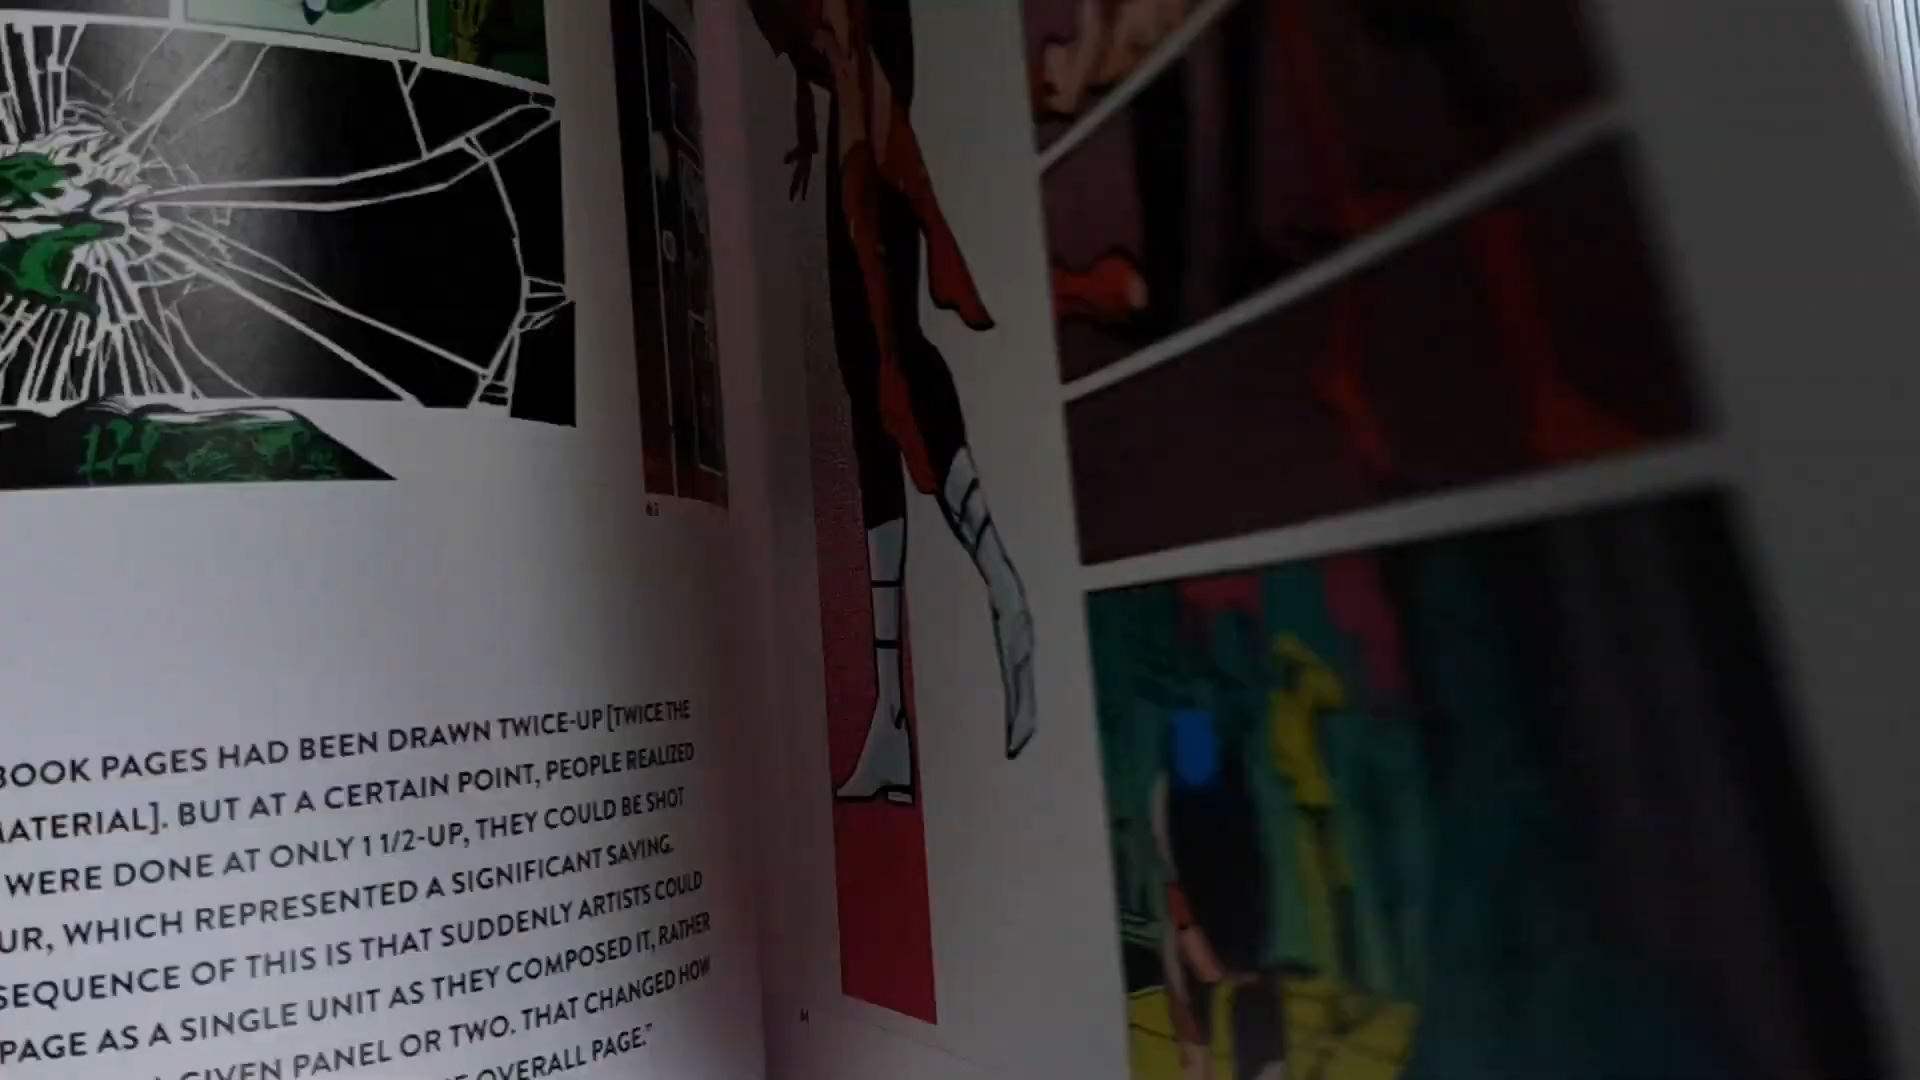 BOOK PAGES HAD BEEN DRAWN TWICE-UP [TWICE THE
MATERIAL]. BUT AT A CERTAIN POINT, PEOPLE REALIZED
WERE DONE AT ONLY 1 1/2-UP, THEY COULD BE SHOT
UR, WHICH REPRESENTED A SIGNIFICANT SAVING.
SEQUENCE OF THIS IS THAT SUDDENLY ARTISTS COULD
PAGE AS A SINGLE UNIT AS THEY COMPOSED IT, RATHER
GIVEN PANEL OR TWO. THAT CHANGED HOW
OVERALL PAGE."